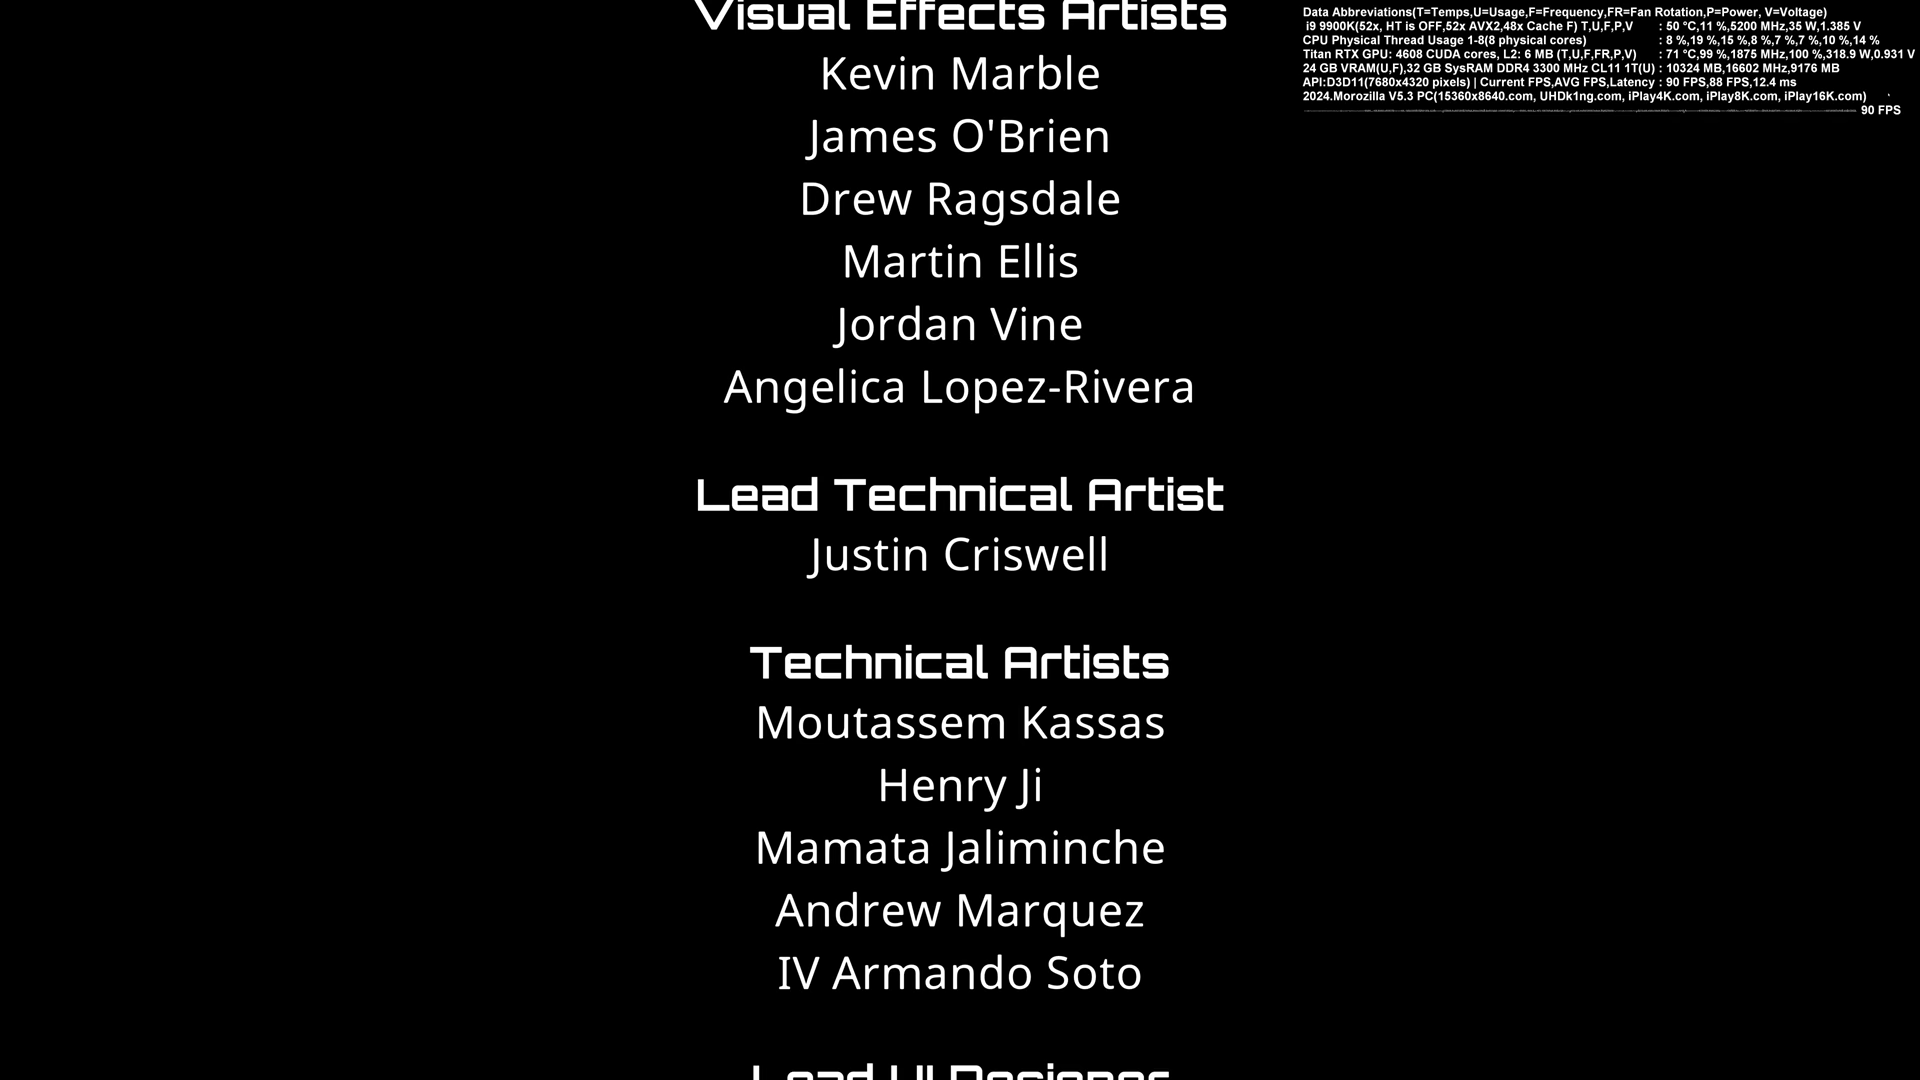 Visual Effects Artists
Kevin Marble
James O'Brien
Drew Ragsdale
Martin Ellis
Jordan Vine
Angelica Lopez-Rivera
Lead Technical Artist
Justin Criswell
Technical Artists
Moutassem Kassas
Henry Ji
Mamata Jaliminche
Andrew Marquez
IV Armando Soto
Lead UI Designer
Data Abbreviations(T=Temps,U=Usage,F=Frequency,FR=Fan Rotation,P=Power, V=Voltage)
i9 9900K(52x, HT is OFF,52x AVX2,48x Cache F) T,U,F,P,V : 50 °C,11 %,5200 MHz,35 W,1.385 V
CPU Physical Thread Usage 1-8(8 physical cores) : 8 %,19 %,15 %,8 %,7 %,7 %,10 %,14 %
Titan RTX GPU: 4608 CUDA cores, L2: 6 MB (T,U,F,FR,P,V) : 71 °C,99 %,1875 MHz,100 %,318.9 W,0.931 V
24 GB VRAM(U,F),32 GB SysRAM DDR4 3300 MHz CL11 1T(U) : 10324 MB,16602 MHz,9176 MB
API:D3D11(7680x4320 pixels) | Current FPS,AVG FPS,Latency : 90 FPS,88 FPS,12.4 ms
2024.Morozilla V5.3 PC(15360x8640.com, UHDk1ng.com, iPlay4K.com, iPlay8K.com, iPlay16K.com)
90 FPS